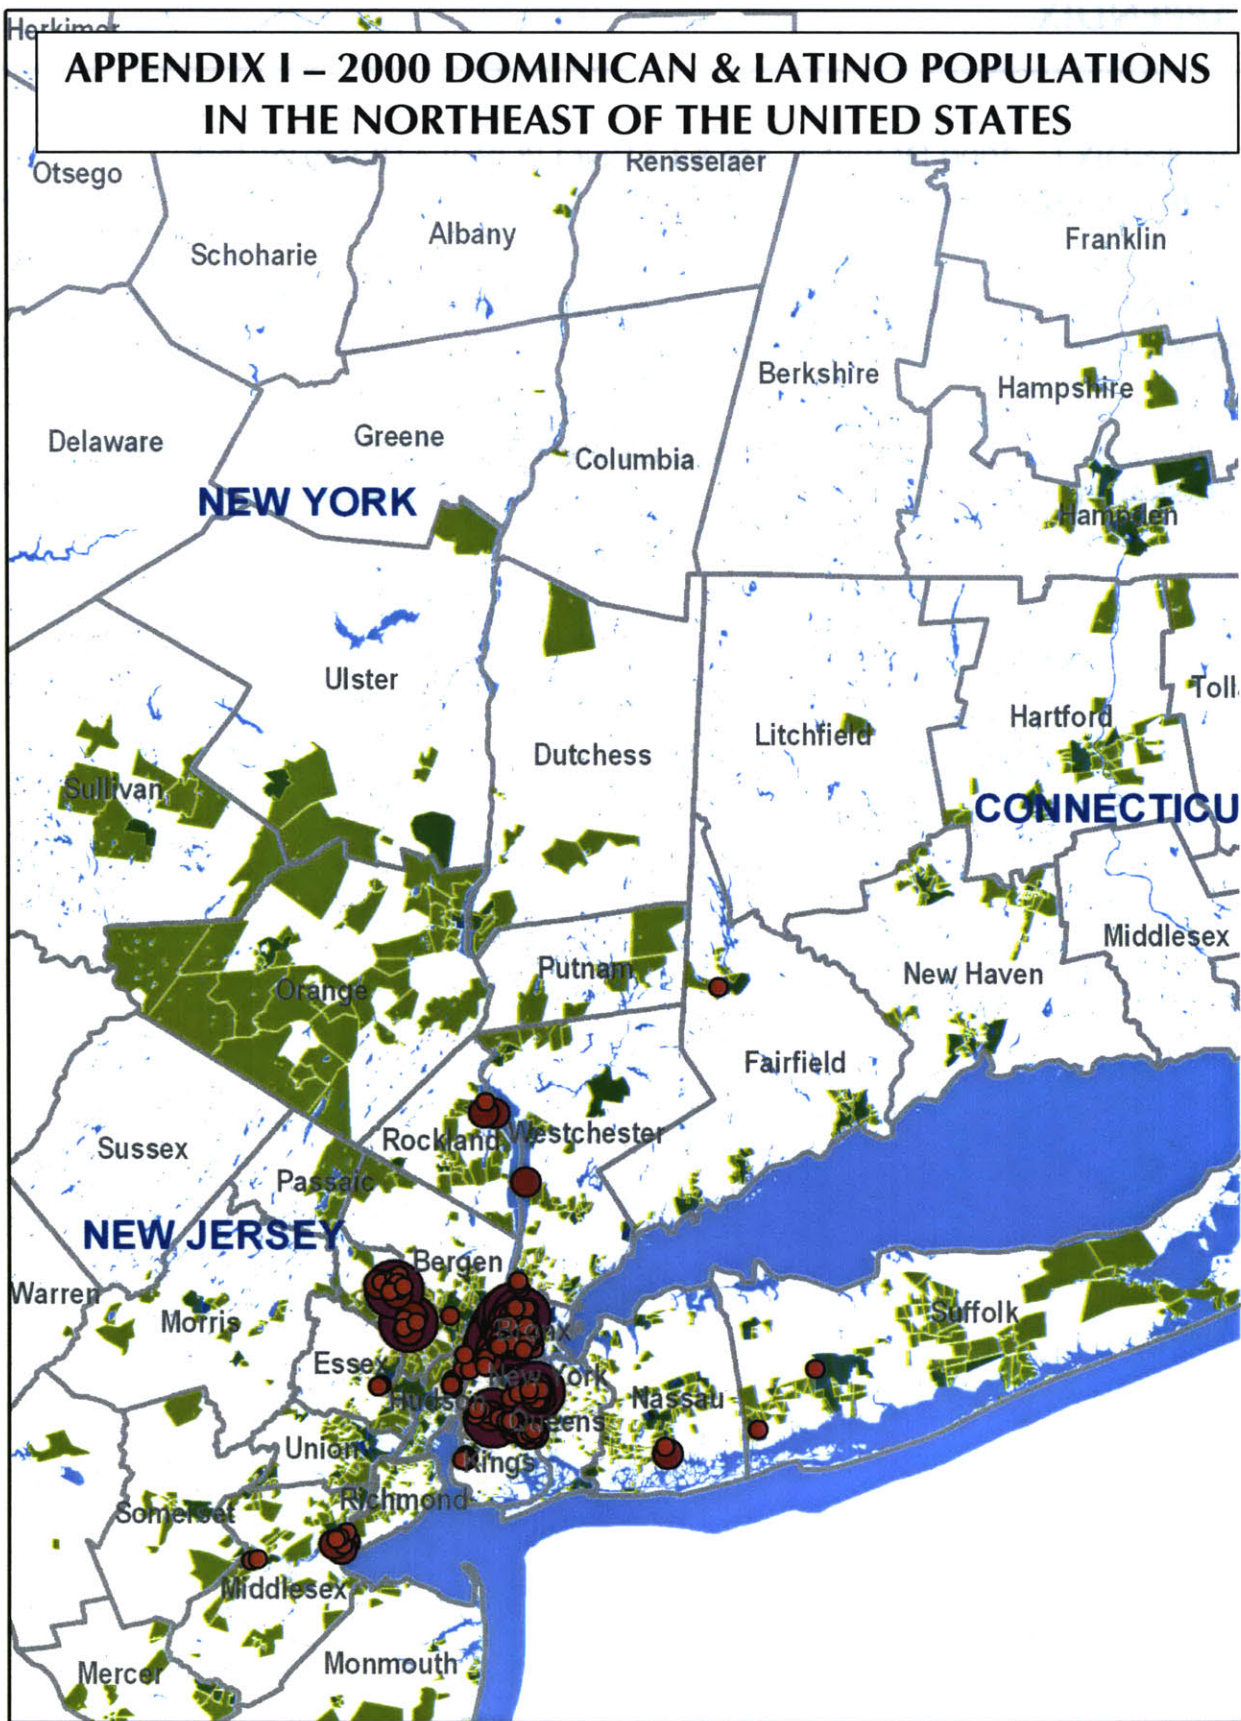 Herkimer
APPENDIX I – 2000 DOMINICAN & LATINO POPULATIONS
IN THE NORTHEAST OF THE UNITED STATES
Otsego
Rensselaer
Schoharie
Albany
Franklin
Berkshire
Hampshire
Delaware
Greene
Columbia
NEW YORK
Hampden
Ulster
Toll
Hartford
Litchfield
Dutchess
Sullivan
CONNECTICU
Middlesex
Putnam
New Haven
Orange
Fairfield
Rockland
Westchester
Sussex
Passaic
NEW JERSEY
Bergen
Warren
Morris
Suffolk
Bronx
Essex
New York
Hudson
Nassau
Queens
Union
Kings
Richmond
Somerset
Middlesex
Monmouth
Mercer